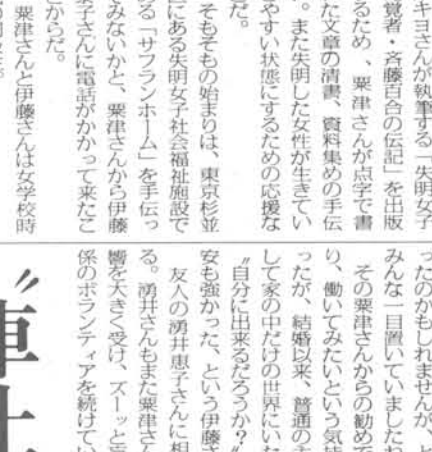 キヨさんが執筆する「失明女子
覚者・斉藤百合の伝記」を出版
るため、粟津さんが点字で書
た文章の清書、資料集めの手伝
。また失明した女性が生きてい
やすい状態にするための応援な
だ。
そもそもの始まりは、東京杉並
にある失明女子社会福祉施設で
る「サフランホーム」を手伝っ
てみないかと、粟津さんから伊藤
子さんに電話がかかって来たこ
とからだ。
粟津さんと伊藤さんは女学校時
ったのかもしれませんが、と
みんな一目置いていましたね
その粟津さんからの勧めで
り、働いてみたいという気持
ったが、結婚以来、普通の主
して家の中だけの世界にいた
〝自分に出来るだろうか？〟
安も強かった、という伊藤さ
友人の湧井恵子さんに相
る。湧井さんもまた粟津さん
響を大きく受け、ズーッと盲
係のボランティアを続けてい